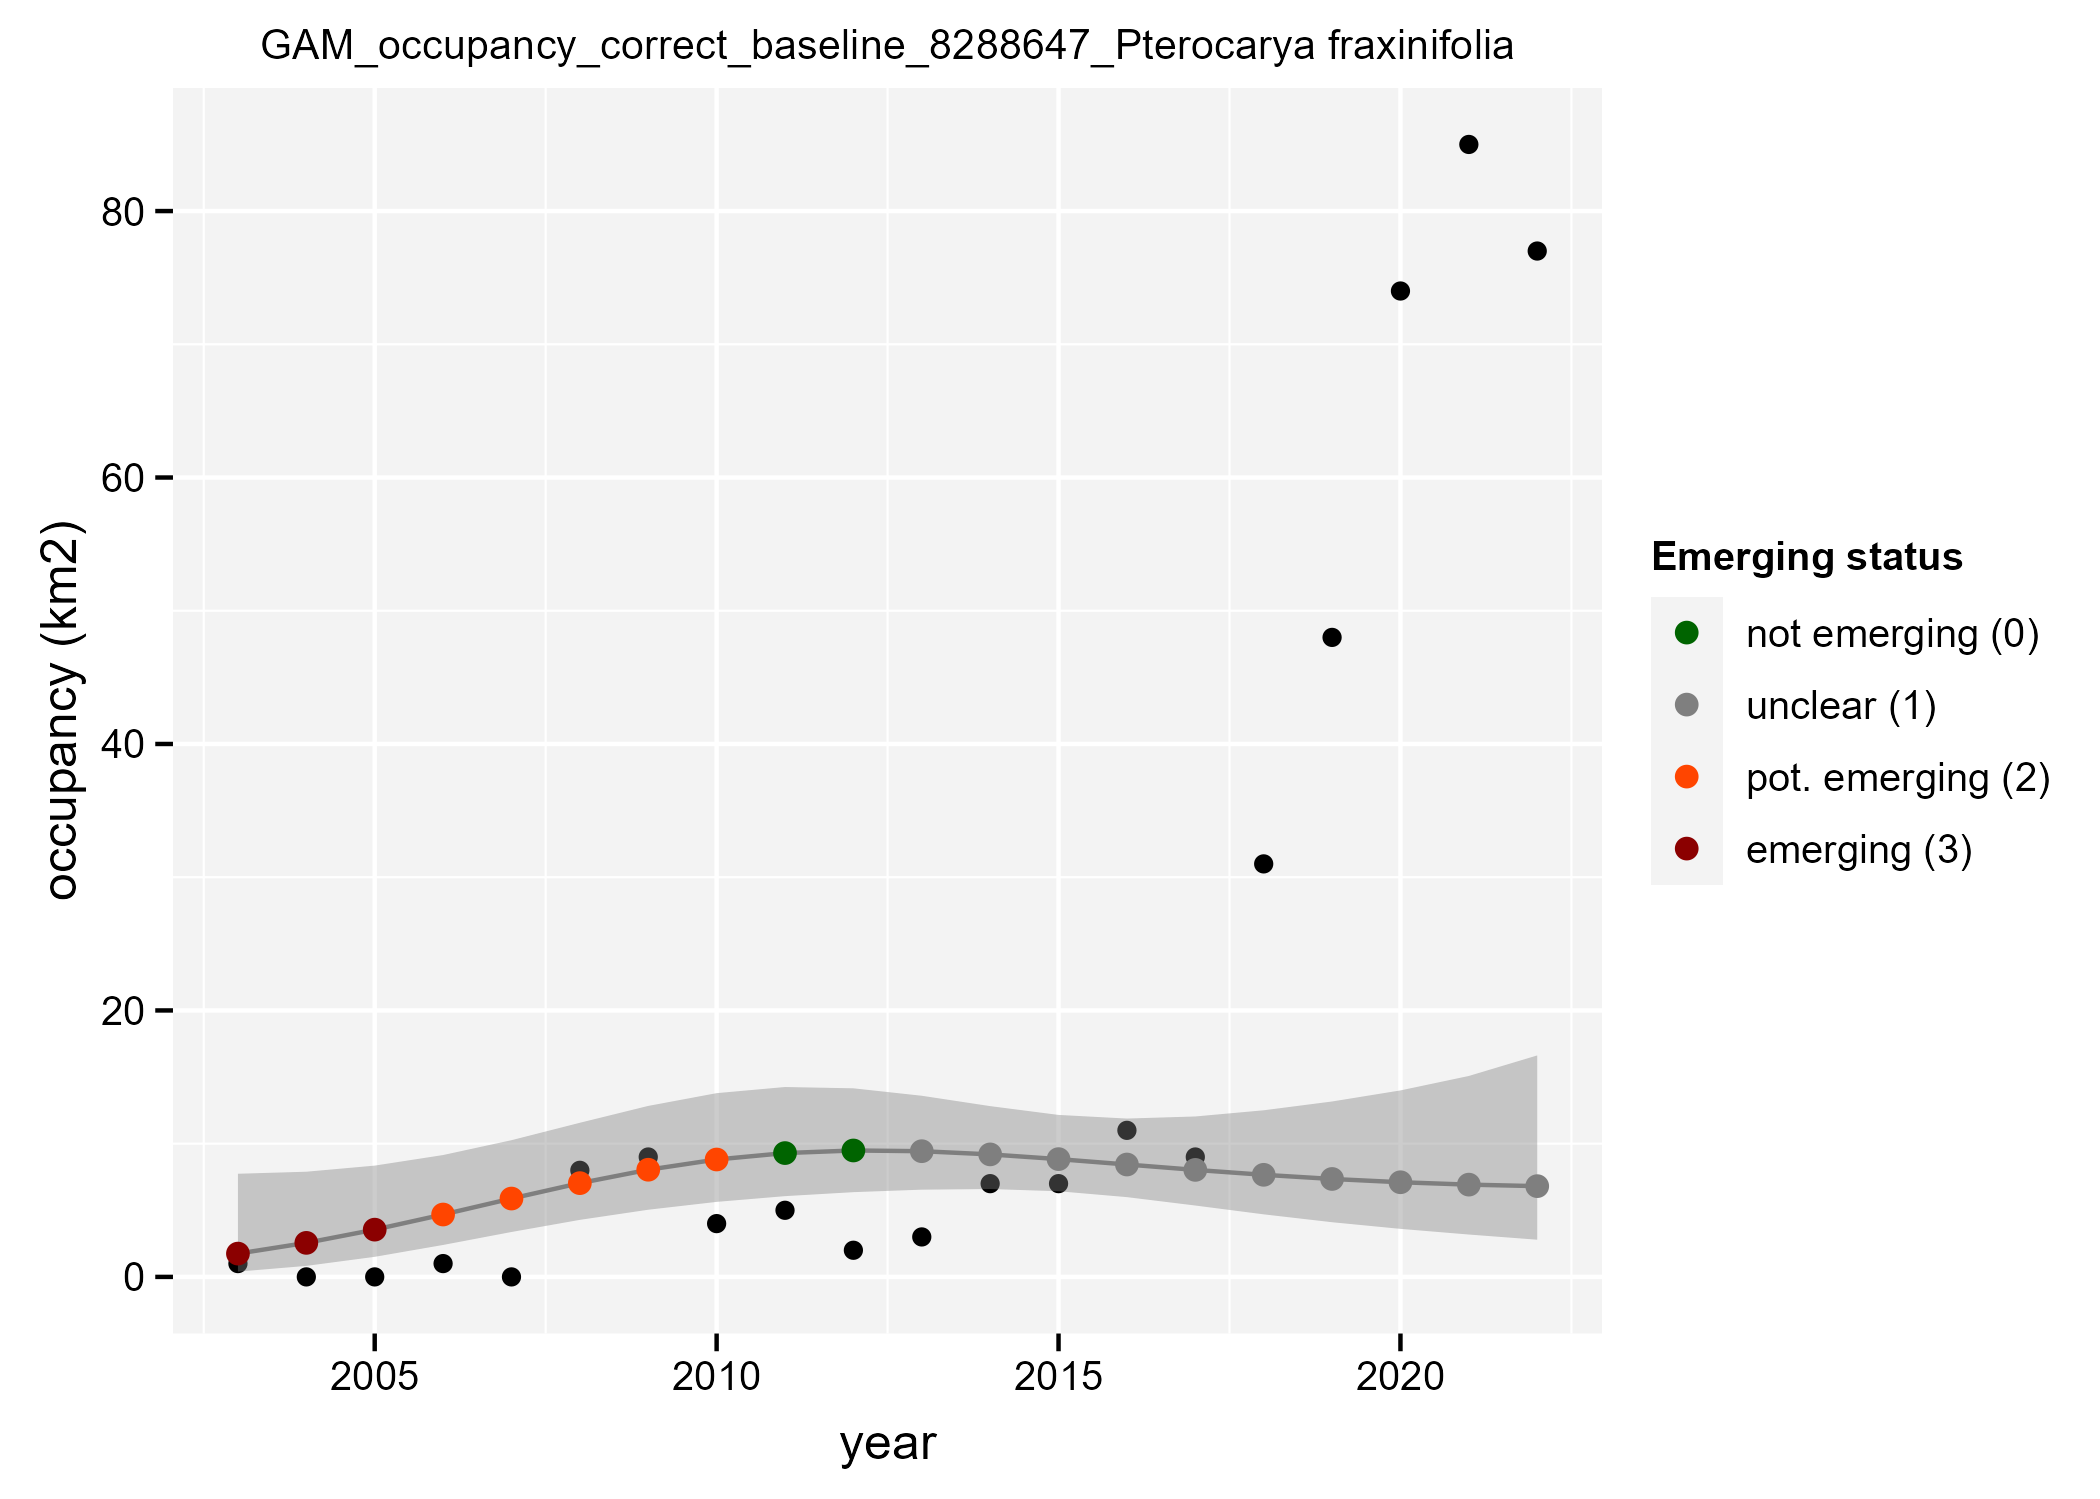 GAM_occupancy_correct_baseline_8288647_Pterocarya fraxinifolia
80
60
40
20
0
occupancy (km2)
2005 2010 2015 2020
year
Emerging status
not emerging (0)
unclear (1)
pot. emerging (2)
emerging (3)